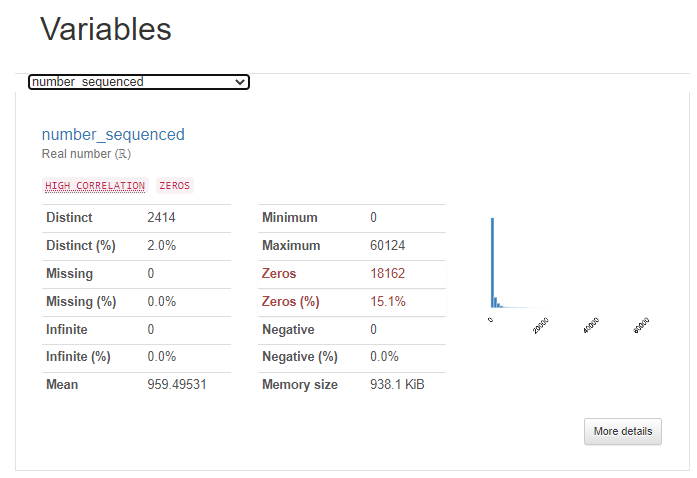 Variables
number_sequenced
number_sequenced
Real number (ℝ)
HIGH CORRELATION ZEROS
Distinct 2414 Minimum 0
Distinct (%) 2.0% Maximum 60124
Missing 0 Zeros 18162
Missing (%) 0.0% Zeros (%) 15.1%
Infinite 0 Negative 0
Infinite (%) 0.0% Negative (%) 0.0%
Mean 959.49531 Memory size 938.1 KiB
0 20000 40000 60000
More details